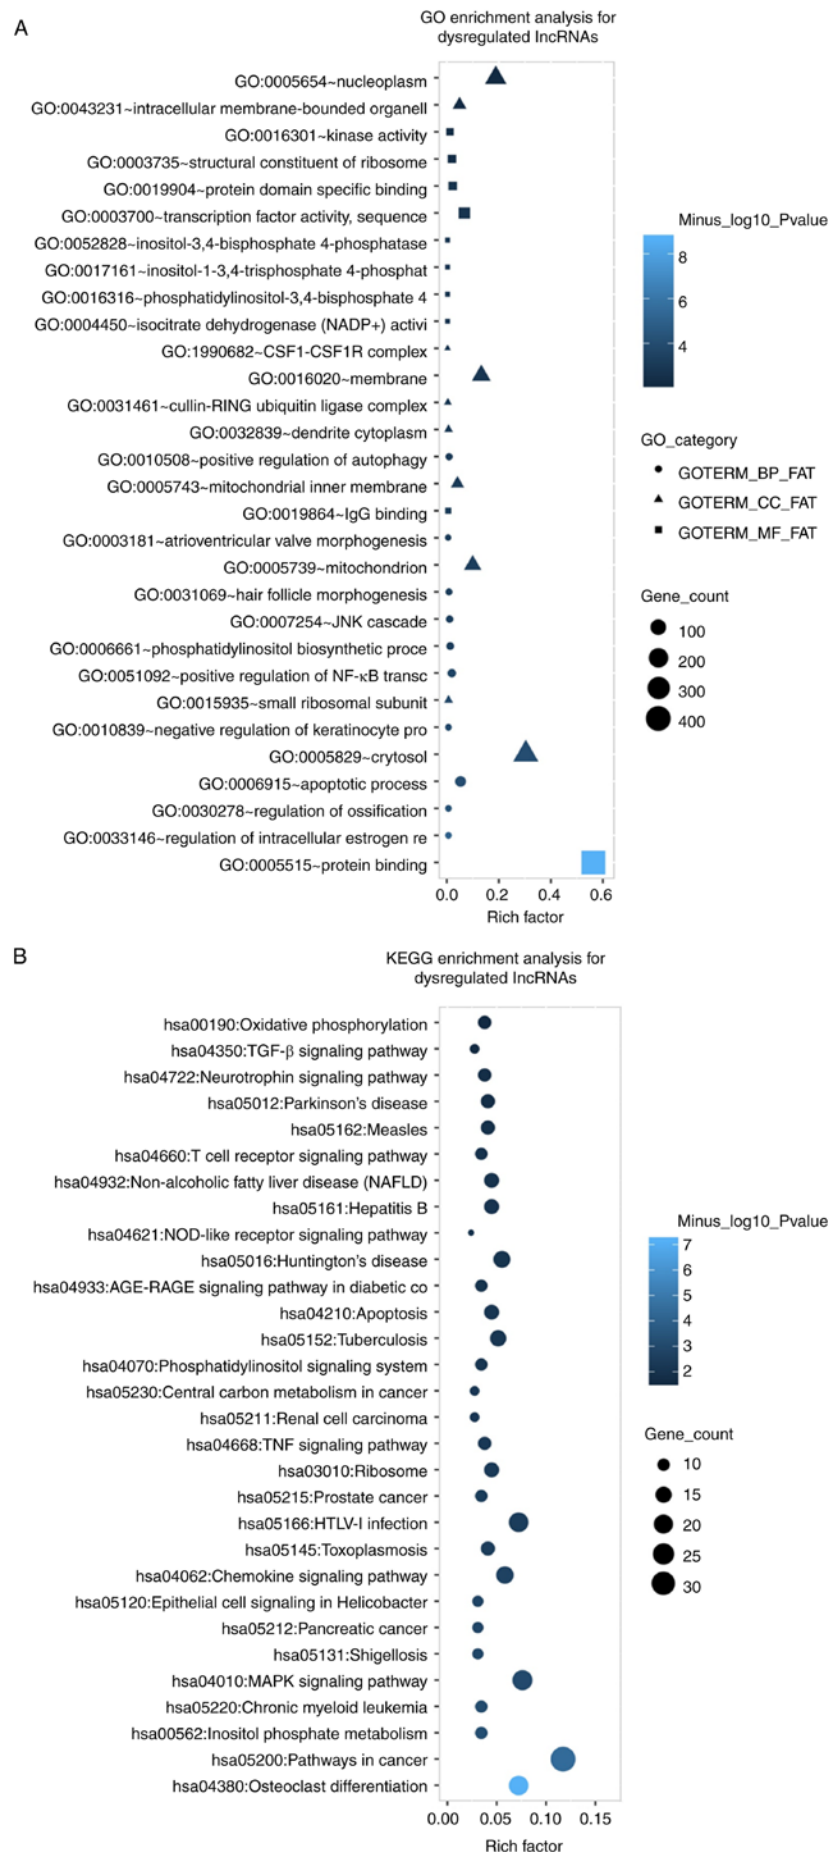 A
GO enrichment analysis for
dysregulated lncRNAs
GO:0005654~nucleoplasm
GO:0043231~intracellular membrane-bounded organell
GO:0016301~kinase activity
GO:0003735~structural constituent of ribosome
GO:0019904~protein domain specific binding
GO:0003700~transcription factor activity, sequence
GO:0052828~inositol-3,4-bisphosphate 4-phosphatase
GO:0017161~inositol-1-3,4-trisphosphate 4-phosphat
GO:0016316~phosphatidylinositol-3,4-bisphosphate 4
GO:0004450~isocitrate dehydrogenase (NADP+) activi
GO:1990682~CSF1-CSF1R complex
GO:0016020~membrane
GO:0031461~cullin-RING ubiquitin ligase complex
GO:0032839~dendrite cytoplasm
GO:0010508~positive regulation of autophagy
GO:0005743~mitochondrial inner membrane
GO:0019864~IgG binding
GO:0003181~atrioventricular valve morphogenesis
GO:0005739~mitochondrion
GO:0031069~hair follicle morphogenesis
GO:0007254~JNK cascade
GO:0006661~phosphatidylinositol biosynthetic proce
GO:0051092~positive regulation of NF-κB transc
GO:0015935~small ribosomal subunit
GO:0010839~negative regulation of keratinocyte pro
GO:0005829~crytosol
GO:0006915~apoptotic process
GO:0030278~regulation of ossification
GO:0033146~regulation of intracellular estrogen re
GO:0005515~protein binding
0.0 0.2 0.4 0.6
Rich factor
Minus_log10_Pvalue
8
6
4
GO_category
GOTERM_BP_FAT
GOTERM_CC_FAT
GOTERM_MF_FAT
Gene_count
100
200
300
400
B
KEGG enrichment analysis for
dysregulated lncRNAs
hsa00190:Oxidative phosphorylation
hsa04350:TGF-β signaling pathway
hsa04722:Neurotrophin signaling pathway
hsa05012:Parkinson's disease
hsa05162:Measles
hsa04660:T cell receptor signaling pathway
hsa04932:Non-alcoholic fatty liver disease (NAFLD)
hsa05161:Hepatitis B
hsa04621:NOD-like receptor signaling pathway
hsa05016:Huntington's disease
hsa04933:AGE-RAGE signaling pathway in diabetic co
hsa04210:Apoptosis
hsa05152:Tuberculosis
hsa04070:Phosphatidylinositol signaling system
hsa05230:Central carbon metabolism in cancer
hsa05211:Renal cell carcinoma
hsa04668:TNF signaling pathway
hsa03010:Ribosome
hsa05215:Prostate cancer
hsa05166:HTLV-I infection
hsa05145:Toxoplasmosis
hsa04062:Chemokine signaling pathway
hsa05120:Epithelial cell signaling in Helicobacter
hsa05212:Pancreatic cancer
hsa05131:Shigellosis
hsa04010:MAPK signaling pathway
hsa05220:Chronic myeloid leukemia
hsa00562:Inositol phosphate metabolism
hsa05200:Pathways in cancer
hsa04380:Osteoclast differentiation
0.00 0.05 0.10 0.15
Rich factor
Minus_log10_Pvalue
7
6
5
4
3
2
Gene_count
10
15
20
25
30